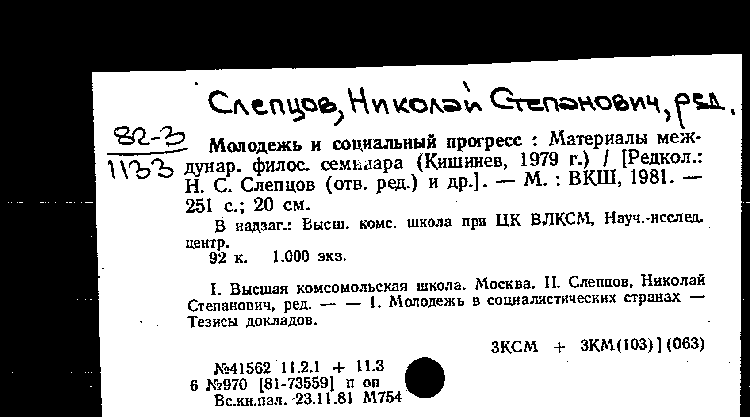 Слепцов, Николай Степанович, ред.
82-3
1133
Молодежь и социальный прогресс : Материалы меж-
дунар. филос. семинара (Кишинев, 1979 г.) / [Редкол.:
Н. С. Слепцов (отв. ред.) и др.]. — М. : ВКШ, 1981. —
251 с.; 20 см.
В надзаг.: Высш. комс. школа при ЦК ВЛКСМ, Науч.-исслед.
центр.
92 к. 1.000 экз.
I. Высшая комсомольская школа. Москва. II. Слепцов, Николай
Степанович, ред. — — 1. Молодежь в социалистических странах —
Тезисы докладов.
3КСМ + 3КМ(103)](063)
№41562 11.2.1 + 11.3
6 №970 [81-73559] п оп
Вс.кн.пал. 23.11.81 М754